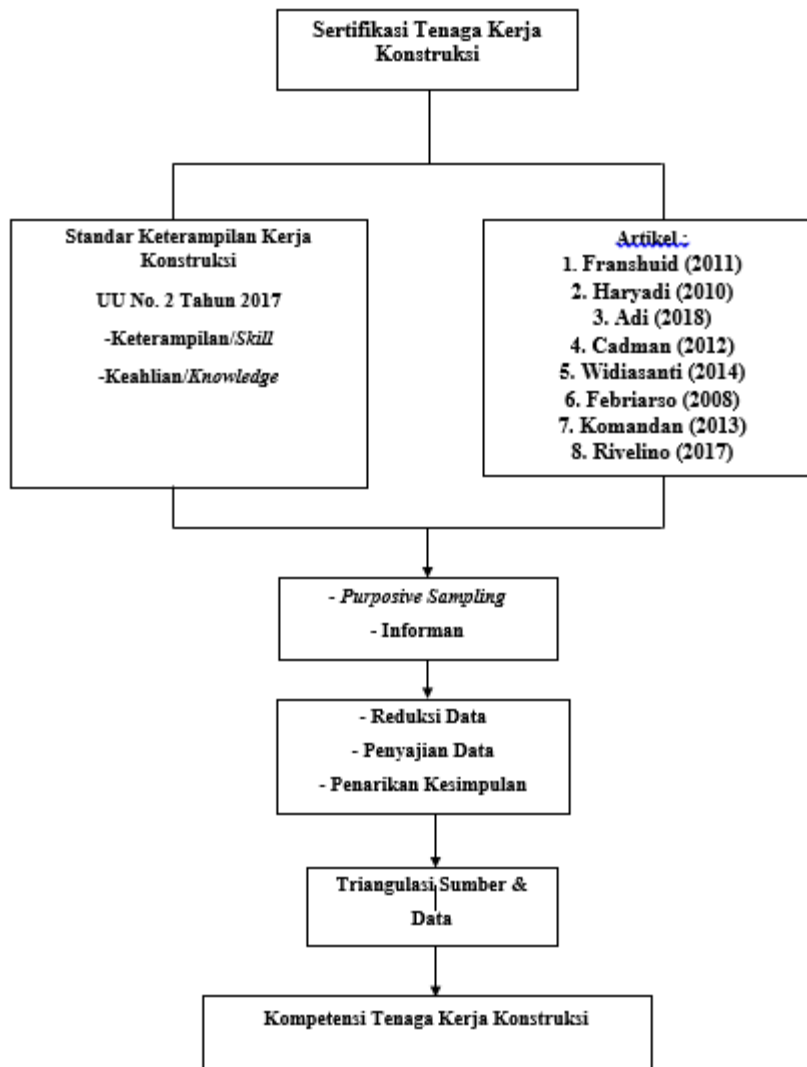 Sertifikasi Tenaga Kerja
Konstruksi
Standar Keterampilan Kerja
Konstruksi
UU No. 2 Tahun 2017
-Keterampilan/Skill
-Keahlian/Knowledge
Artikel :
1. Franshuid (2011)
2. Haryadi (2010)
3. Adi (2018)
4. Cadman (2012)
5. Widiasanti (2014)
6. Febriarso (2008)
7. Komandan (2013)
8. Rivelino (2017)
- Purposive Sampling
- Informan
- Reduksi Data
- Penyajian Data
- Penarikan Kesimpulan
Triangulasi Sumber &
Data
Kompetensi Tenaga Kerja Konstruksi